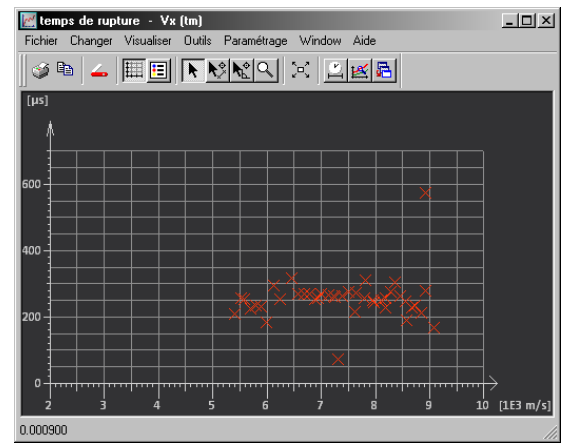 temps de rupture - Vx (tm)
Fichier Changer Visualiser Outils Paramétrage Window Aide
[µs]
600
400
200
0
2 3 4 5 6 7 8 9 10 [1E3 m/s]
0.000900